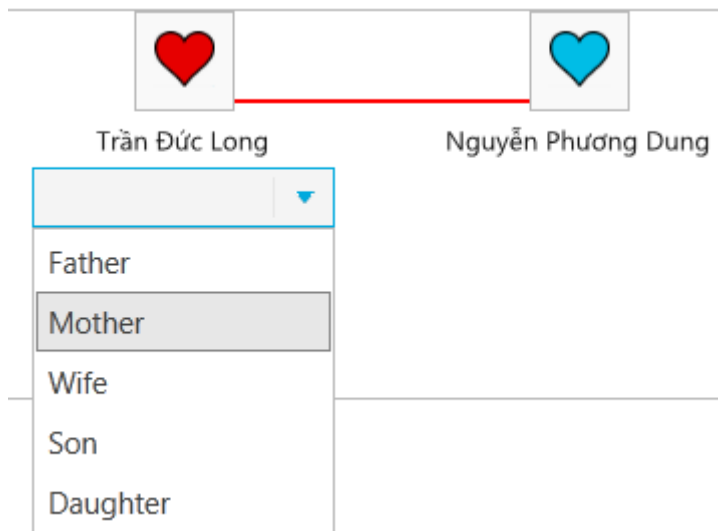 Trần Đức Long
Nguyễn Phương Dung
Father
Mother
Wife
Son
Daughter